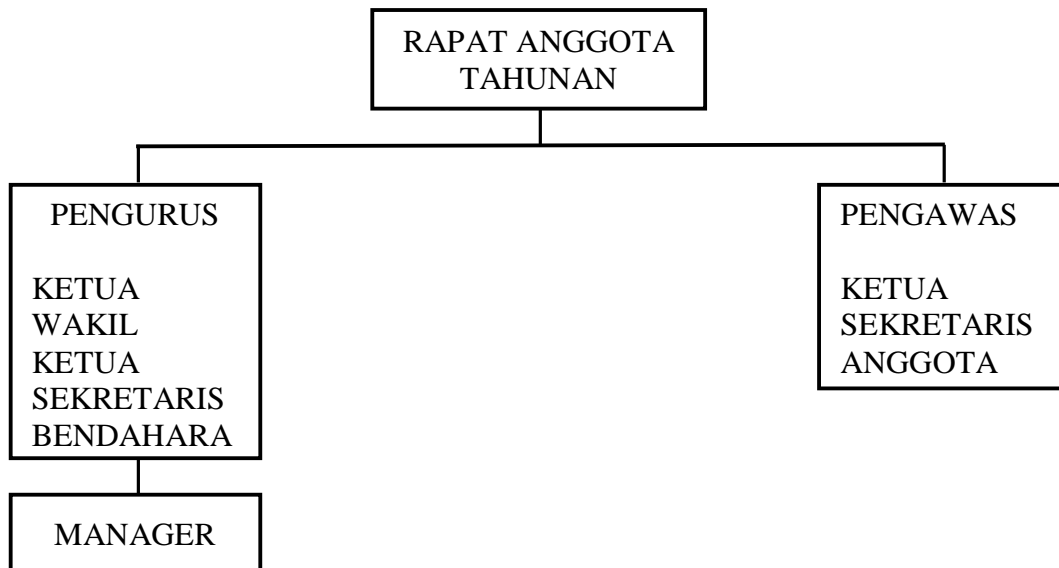 RAPAT ANGGOTA
TAHUNAN
PENGURUS
KETUA
WAKIL
KETUA
SEKRETARIS
BENDAHARA
PENGAWAS
KETUA
SEKRETARIS
ANGGOTA
MANAGER